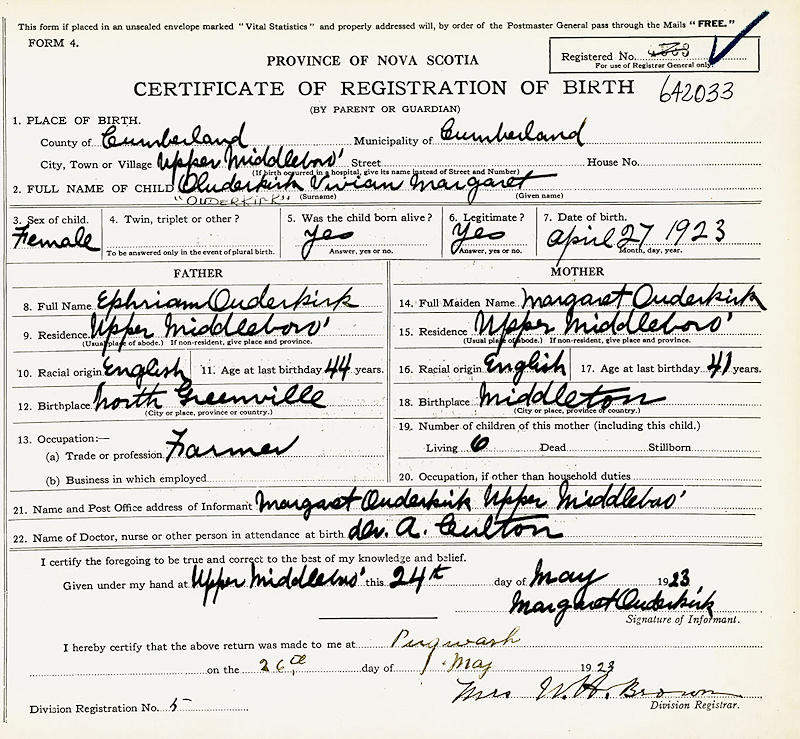 This form if placed in an unsealed envelope marked "Vital Statistics" and properly addressed will, by order of the Postmaster General pass through the Mails "FREE."
FORM 4.
Registered No.
For use of Registrar General only.
PROVINCE OF NOVA SCOTIA
CERTIFICATE OF REGISTRATION OF BIRTH 642033
(BY PARENT OR GUARDIAN)
1. PLACE OF BIRTH.
County of Cumberland Municipality of Cumberland
City, Town or Village Upper Middleboro' Street House No.
(If birth occurred in a hospital, give its name instead of Street and Number)
2. FULL NAME OF CHILD Ouderkirk Vivian Margaret
"OUDERKIRK" (Surname) (Given name)
3. Sex of child. 4. Twin, triplet or other? 5. Was the child born alive? 6. Legitimate? 7. Date of birth.
Female Yes Yes April 27 1923
To be answered only in the event of plural birth. Answer, yes or no. Answer, yes or no. Month, day, year.
FATHER MOTHER
8. Full Name Ephriam Ouderkirk 14. Full Maiden Name Margaret Ouderkirk
9. Residence Upper Middleboro' 15. Residence Upper Middleboro'
(Usual place of abode.) If non-resident, give place and province. (Usual place of abode.) If non-resident, give place and province.
10. Racial origin English 11. Age at last birthday 44 years. 16. Racial origin English 17. Age at last birthday 41 years.
12. Birthplace North Greenville 18. Birthplace Middleton
(City or place, province or country.) (City or place, province or country.)
13. Occupation:— 19. Number of children of this mother (including this child.)
(a) Trade or profession Farmer Living 6 Dead Stillborn
(b) Business in which employed 20. Occupation, if other than household duties
21. Name and Post Office address of Informant Margaret Ouderkirk Upper Middleboro'
22. Name of Doctor, nurse or other person in attendance at birth A.
I certify the foregoing to be true and correct to the best of my knowledge and belief.
Given under my hand at Upper Middleboro' this 24th day of May 1923
Margaret Ouderkirk
Signature of Informant.
I hereby certify that the above return was made to me at Pugwash
on the 26th day of May 1923
Mrs W. H. Brown
Division Registration No. 5 Division Registrar.